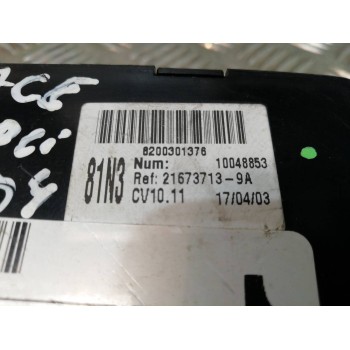 8200301376
81N3
Num: 10048853
Ref: 21673713-9A
CV10.11 17/04/03